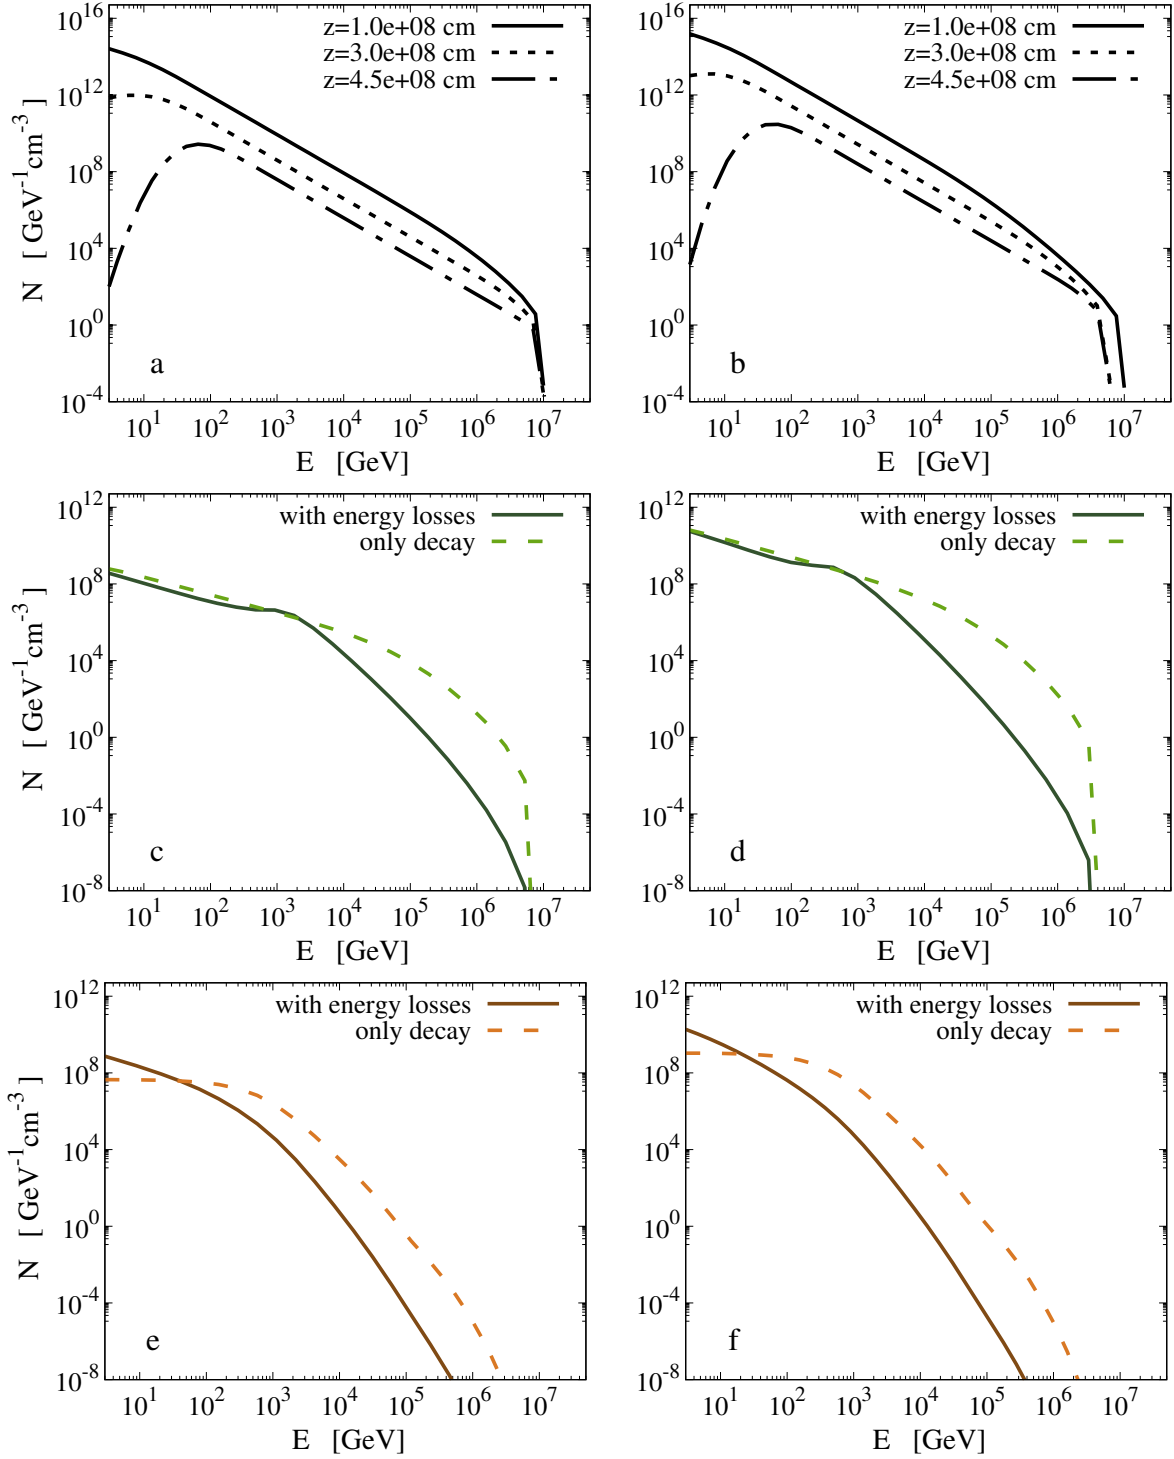 z=1.0e+08 cm
z=3.0e+08 cm
z=4.5e+08 cm
10^16
10^12
10^8
10^4
10^0
10^-4
N [ GeV^-1 cm^-3 ]
a
10^1 10^2 10^3 10^4 10^5 10^6 10^7
E [GeV]
z=1.0e+08 cm
z=3.0e+08 cm
z=4.5e+08 cm
10^16
10^12
10^8
10^4
10^0
10^-4
b
10^1 10^2 10^3 10^4 10^5 10^6 10^7
E [GeV]
with energy losses
only decay
10^12
10^8
10^4
10^0
10^-4
10^-8
N [ GeV^-1 cm^-3 ]
c
10^1 10^2 10^3 10^4 10^5 10^6 10^7
E [GeV]
with energy losses
only decay
10^12
10^8
10^4
10^0
10^-4
10^-8
d
10^1 10^2 10^3 10^4 10^5 10^6 10^7
E [GeV]
with energy losses
only decay
10^12
10^8
10^4
10^0
10^-4
10^-8
N [ GeV^-1 cm^-3 ]
e
10^1 10^2 10^3 10^4 10^5 10^6 10^7
E [GeV]
with energy losses
only decay
10^12
10^8
10^4
10^0
10^-4
10^-8
f
10^1 10^2 10^3 10^4 10^5 10^6 10^7
E [GeV]